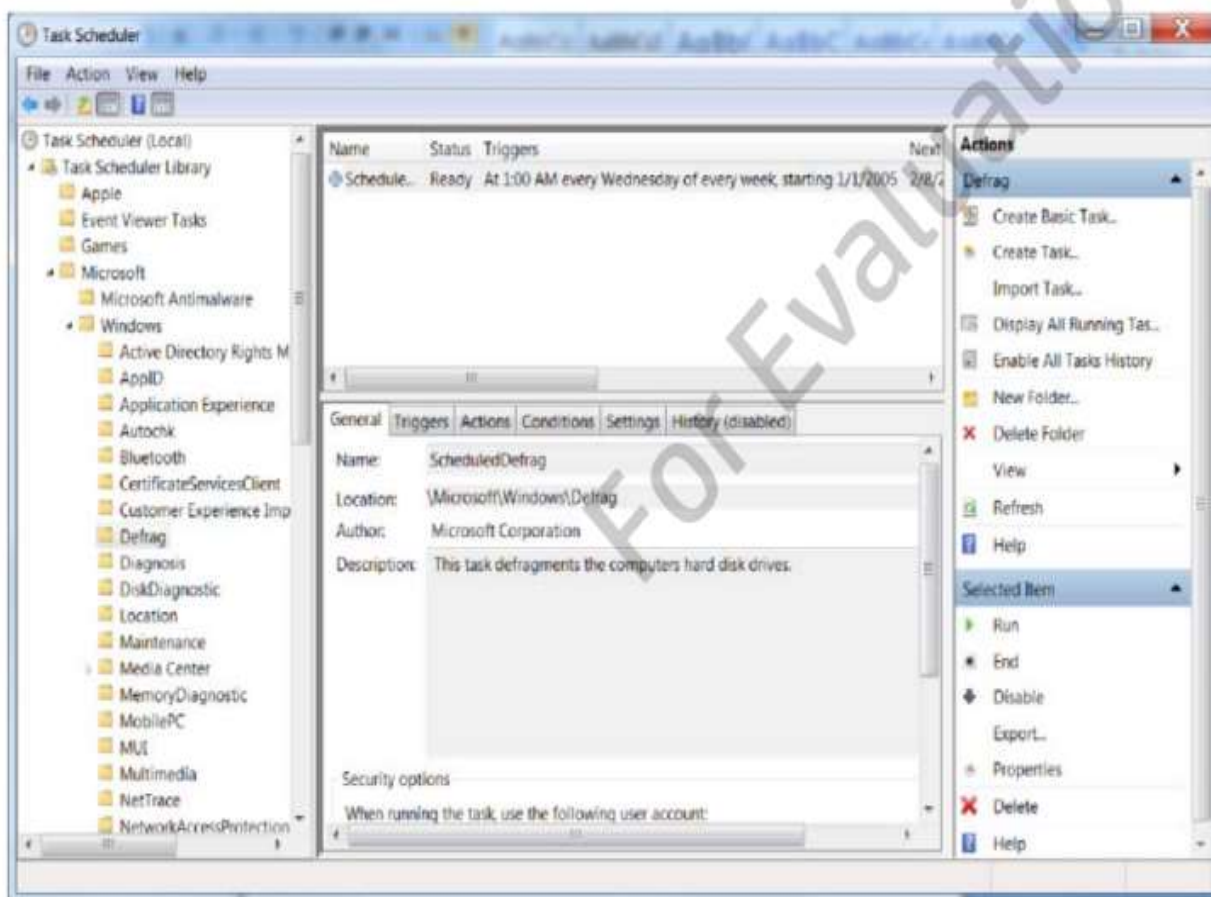 Task Scheduler
File Action View Help
Task Scheduler (Local)
Task Scheduler Library
Apple
Event Viewer Tasks
Games
Microsoft
Microsoft Antimalware
Windows
Active Directory Rights M
AppID
Application Experience
Autochk
Bluetooth
CertificateServicesClient
Customer Experience Imp
Defrag
Diagnosis
DiskDiagnostic
Location
Maintenance
Media Center
MemoryDiagnostic
MobilePC
MUI
Multimedia
NetTrace
NetworkAccessProtection
Name Status Triggers Next
Schedule... Ready At 1:00 AM every Wednesday of every week, starting 1/1/2005 2/8/2
General Triggers Actions Conditions Settings History (disabled)
Name: ScheduledDefrag
Location: \Microsoft\Windows\Defrag
Author: Microsoft Corporation
Description: This task defragments the computers hard disk drives.
Security options
When running the task, use the following user account:
Actions
Defrag
Create Basic Task...
Create Task...
Import Task...
Display All Running Tas...
Enable All Tasks History
New Folder...
Delete Folder
View
Refresh
Help
Selected Item
Run
End
Disable
Export...
Properties
Delete
Help
For Evaluatio